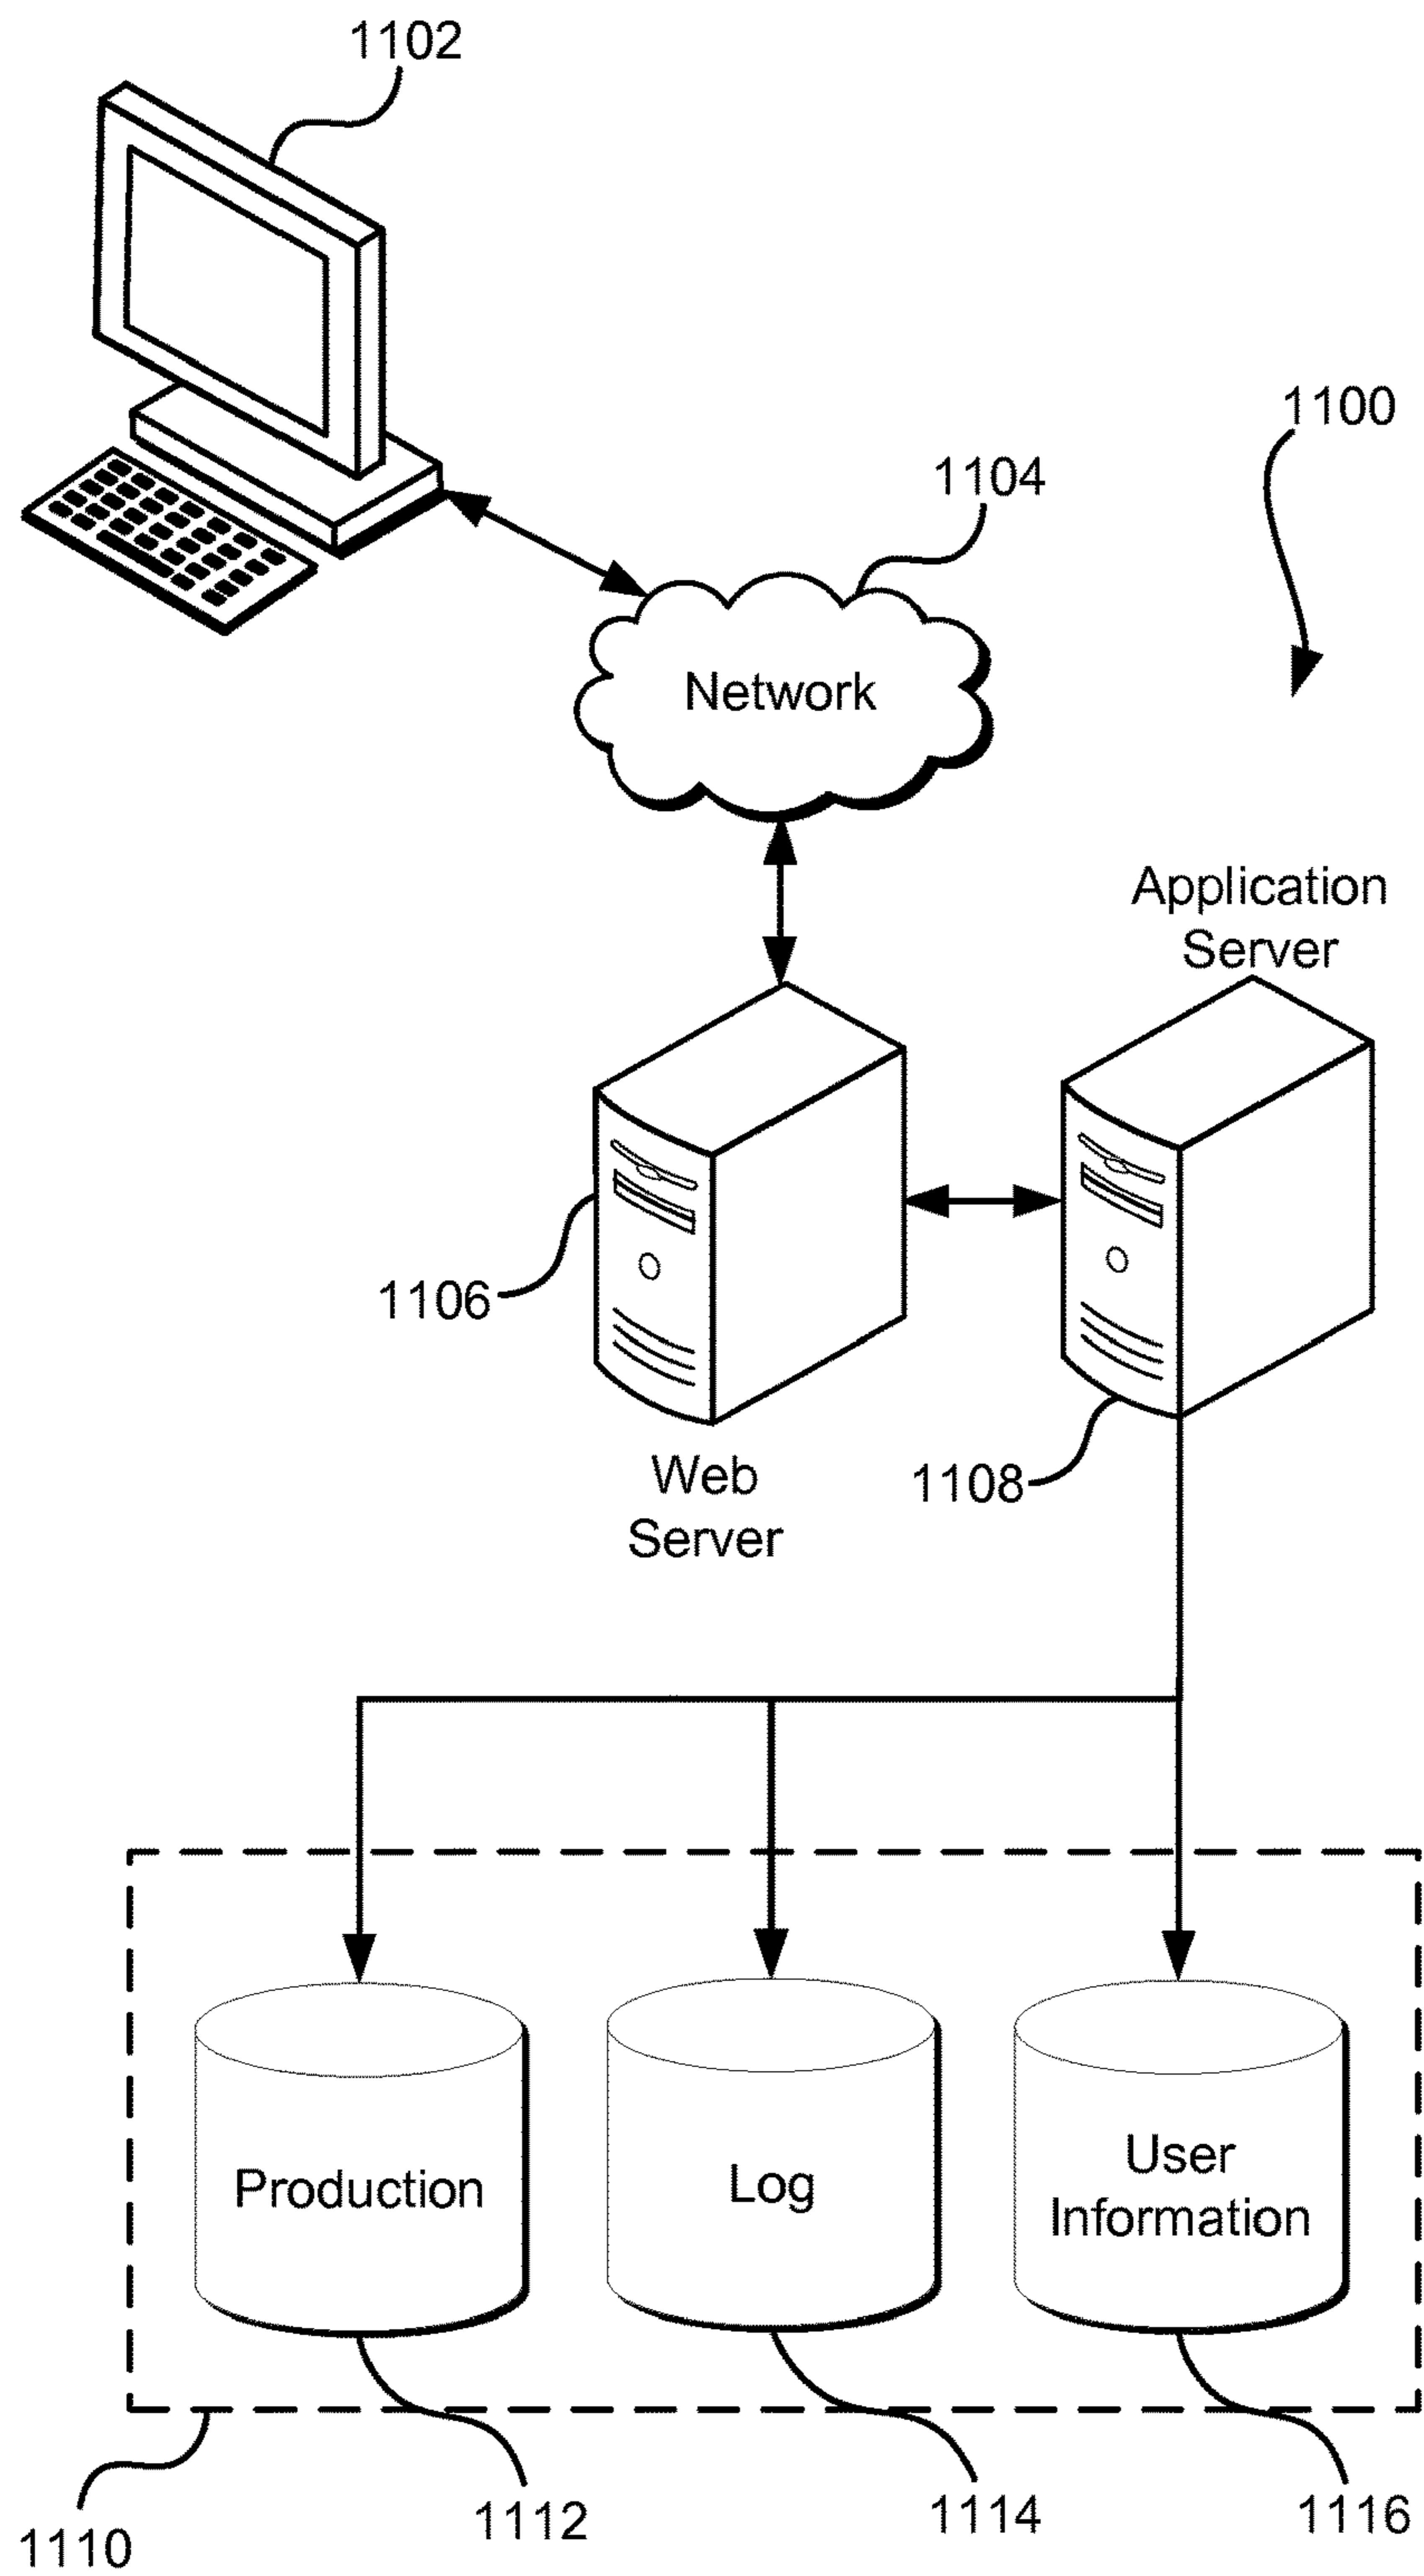 1102
1100
1104
Network
Application
Server
1106
Web
Server
1108
Production
Log
User
Information
1110
1112
1114
1116